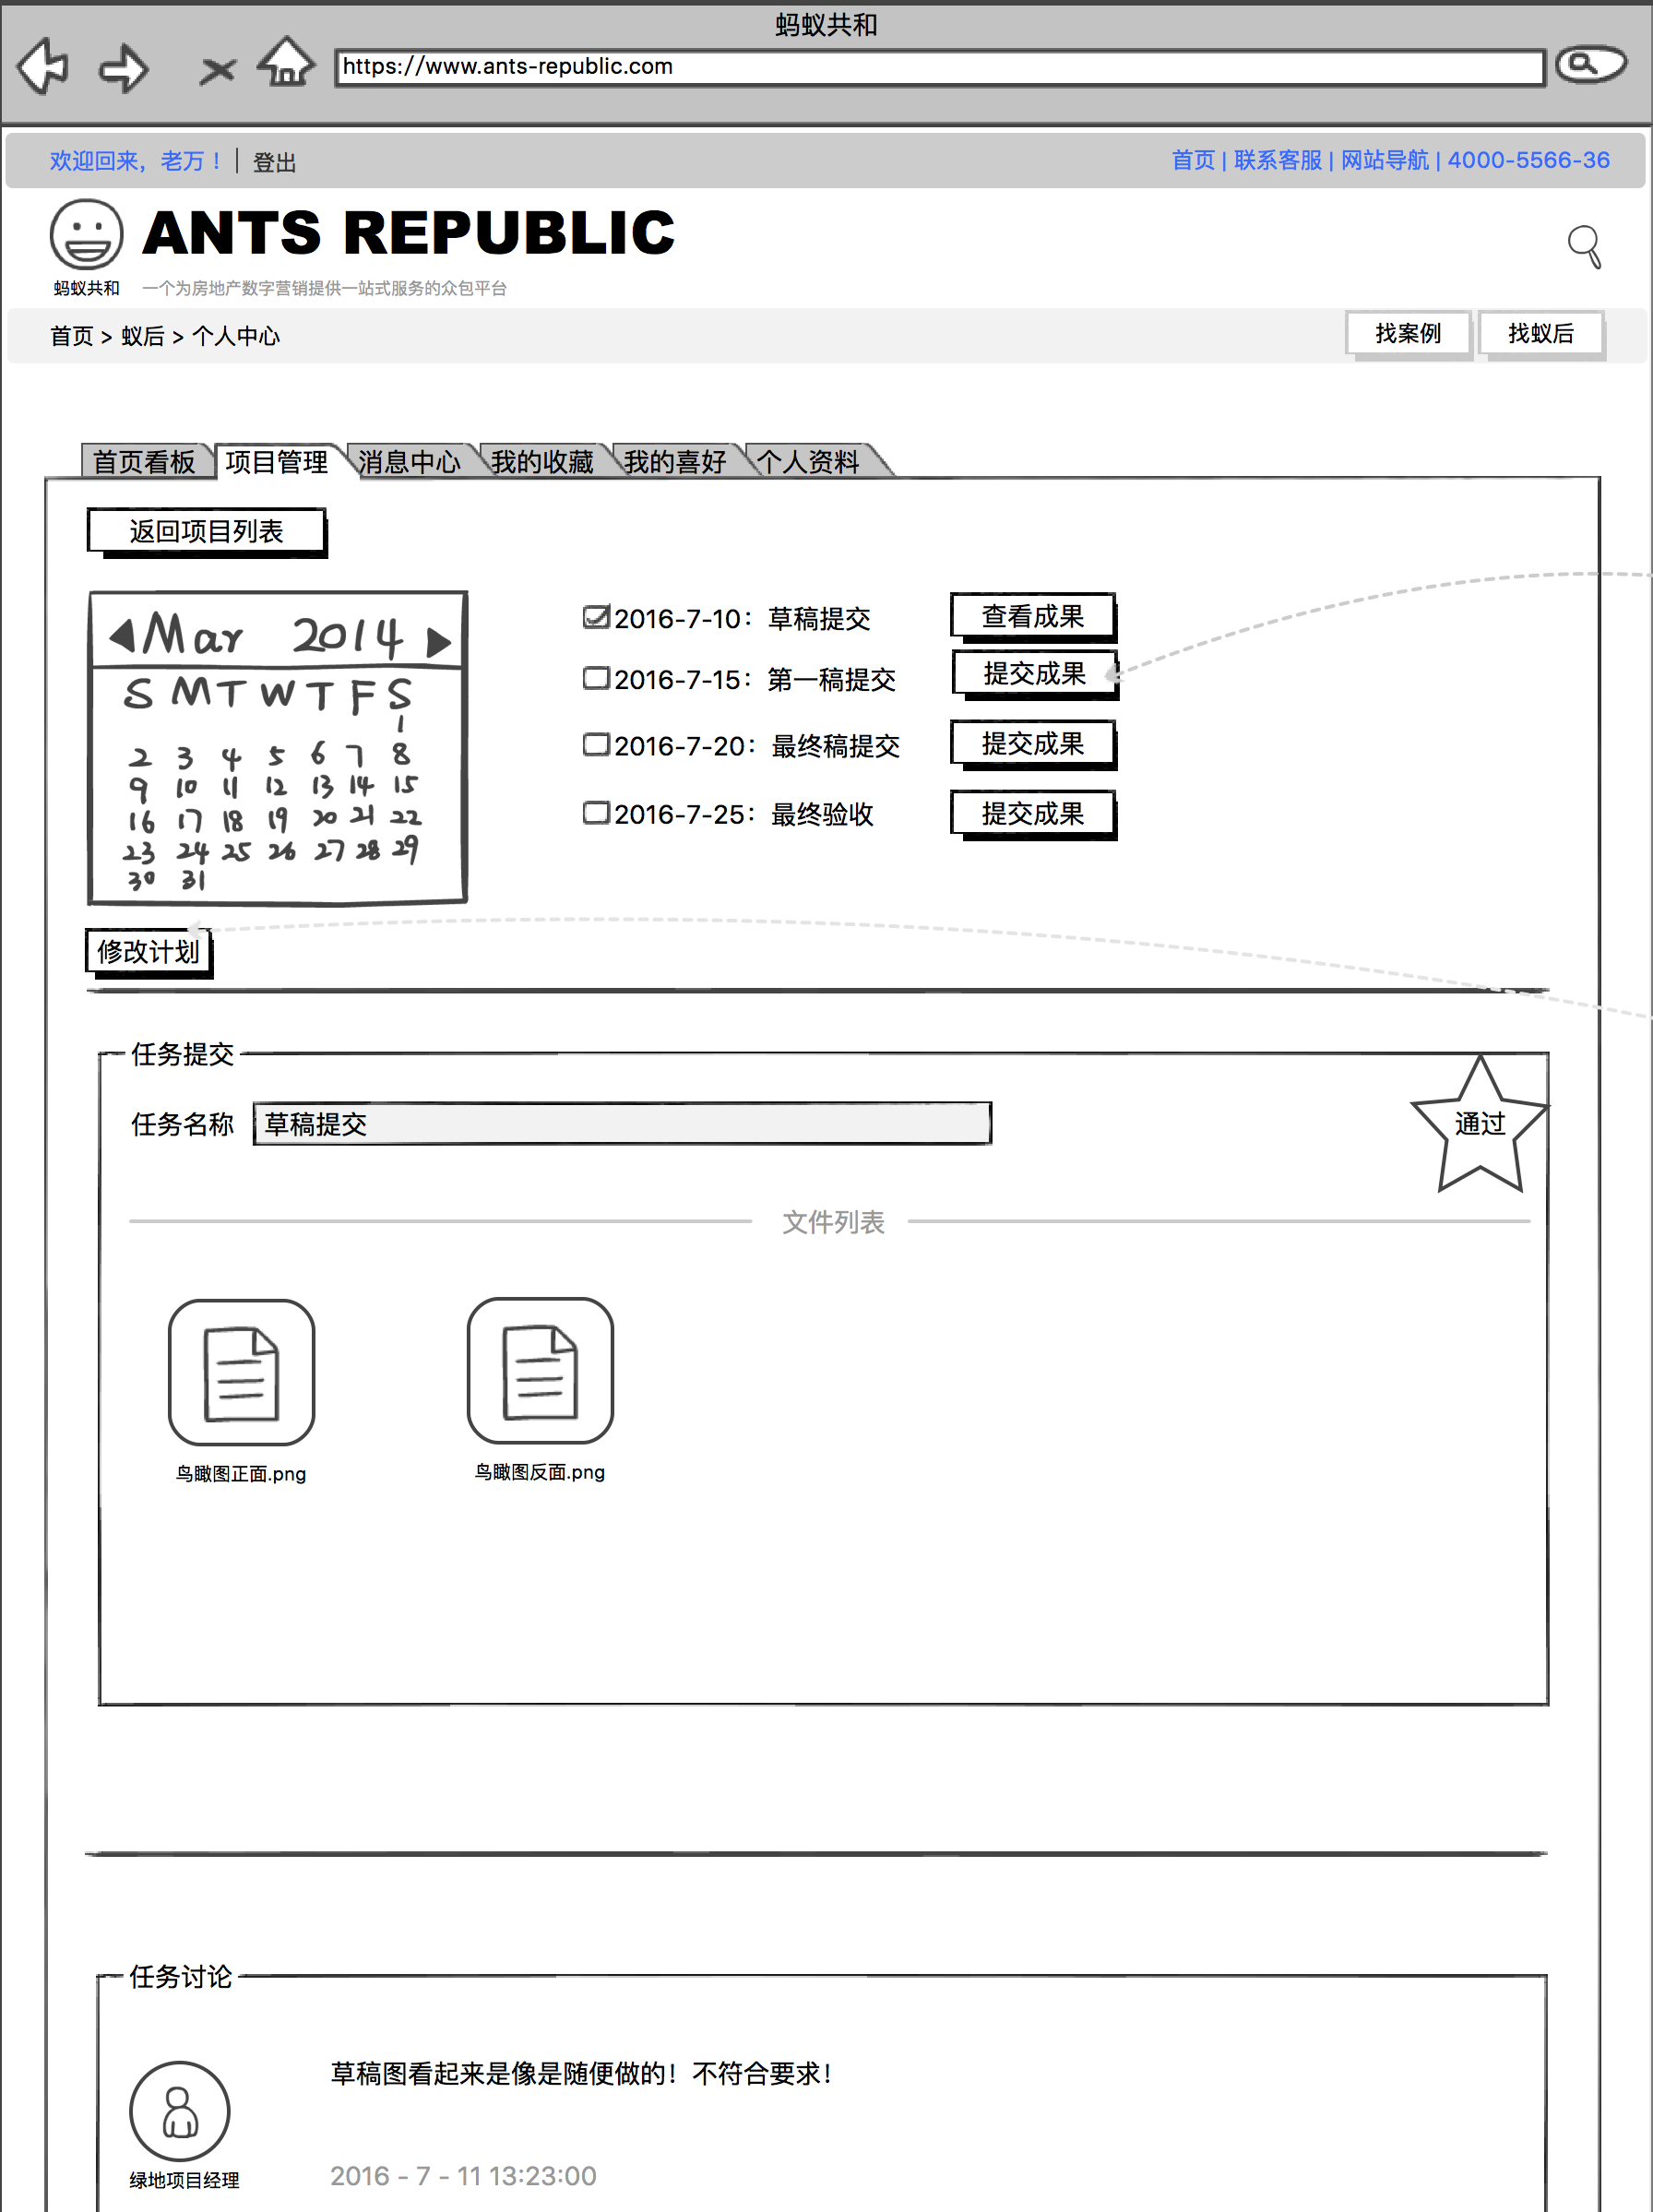 蚂蚁共和
https://www.ants-republic.com
欢迎回来，老万！ | 登出
首页 | 联系客服 | 网站导航 | 4000-5566-36
ANTS REPUBLIC
蚂蚁共和 一个为房地产数字营销提供一站式服务的众包平台
首页 > 蚁后 > 个人中心
找案例 找蚁后
首页看板 项目管理 消息中心 我的收藏 我的喜好 个人资料
返回项目列表
Mar 2014
S M T W T F S
1
2 3 4 5 6 7 8
9 10 11 12 13 14 15
16 17 18 19 20 21 22
23 24 25 26 27 28 29
30 31
2016-7-10：草稿提交 查看成果
2016-7-15：第一稿提交 提交成果
2016-7-20：最终稿提交 提交成果
2016-7-25：最终验收 提交成果
修改计划
任务提交
任务名称 草稿提交
通过
文件列表
鸟瞰图正面.png 鸟瞰图反面.png
任务讨论
草稿图看起来是像是随便做的！不符合要求！
绿地项目经理 2016 - 7 - 11 13:23:00